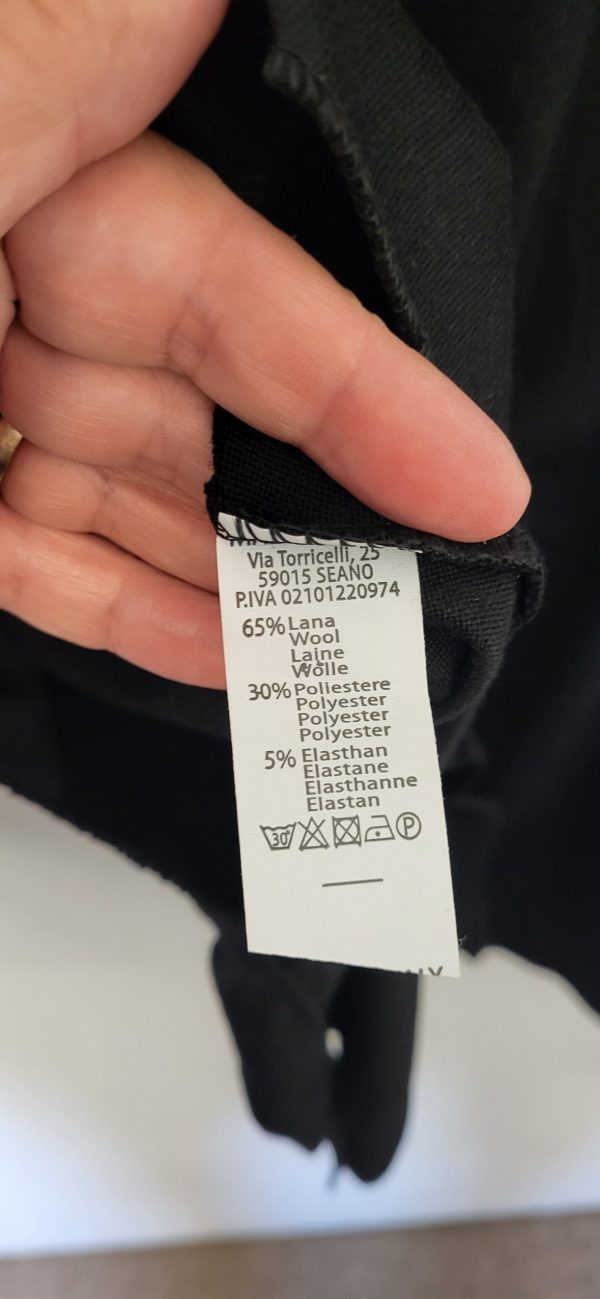 Via Torricelli, 25
59015 SEANO
P.IVA 02101220974
65% Lana
Wool
Laine
Wolle
30% Poliestere
Polyester
Polyester
Polyester
5% Elasthan
Elastane
Elasthanne
Elastan
30° P